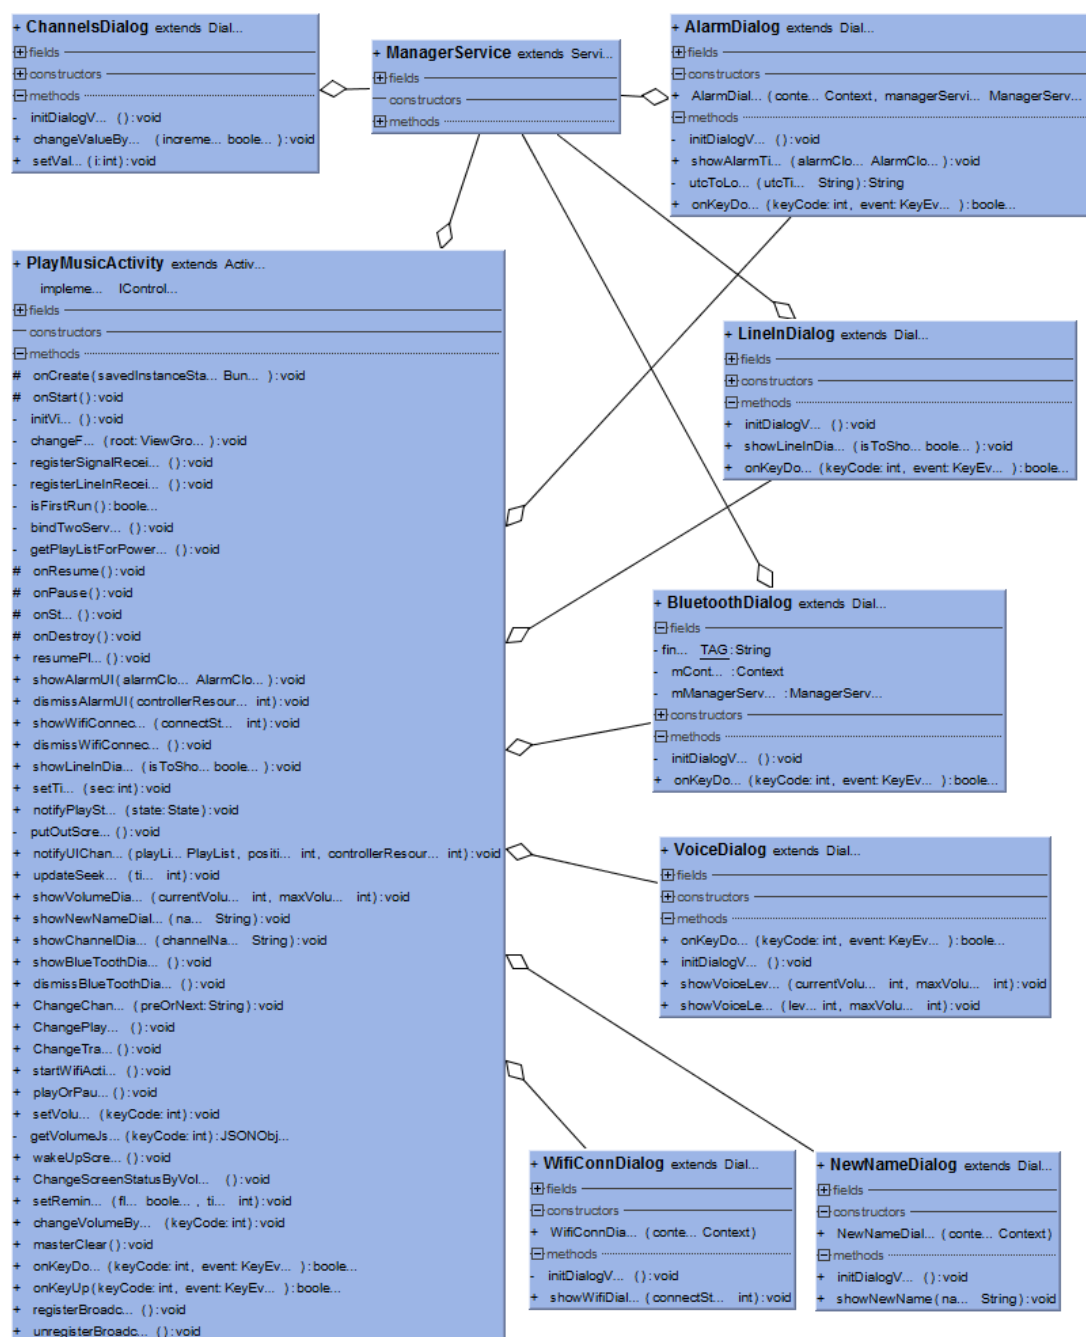 + ChannelsDialog extends Dial...
fields
constructors
methods
- initDialogV... ():void
+ changeValueBy... (increme... boole... ):void
+ setVal... (i:int):void
+ ManagerService extends Servi...
fields
constructors
methods
+ AlarmDialog extends Dial...
fields
constructors
+ AlarmDial... (conte... Context, managerServi... ManagerServ...
methods
- initDialogV... ():void
+ showAlarmTi... (alarmClo... AlarmClo... ):void
- utcToLo... (utcTi... String):String
+ onKeyDo... (keyCode:int, event:KeyEv... ):boole...
+ PlayMusicActivity extends Activ...
impleme... IControl...
fields
constructors
methods
# onCreate(savedInstanceSta... Bun... ):void
# onStart():void
- initVi... ():void
- changeF... (root:ViewGro... ):void
- registerSignalRecei... ():void
- registerLineInRecei... ():void
- isFirstRun():boole...
- bindTwoServ... ():void
- getPlayListForPower... ():void
# onResume():void
# onPause():void
# onSt... ():void
# onDestroy():void
+ resumePl... ():void
+ showAlarmUI(alarmClo... AlarmClo... ):void
+ dismissAlarmUI(controllerResour... int):void
+ showWifiConnec... (connectSt... int):void
+ dismissWifiConnec... ():void
+ showLineInDia... (isToSho... boole... ):void
+ setTi... (sec:int):void
+ notifyPlaySt... (state:State):void
- putOutScre... ():void
+ notifyUIChan... (playLi... PlayList, positi... int, controllerResour... int):void
+ updateSeek... (ti... int):void
+ showVolumeDia... (currentVolu... int, maxVolu... int):void
+ showNewNameDial... (na... String):void
+ showChannelDia... (channelNa... String):void
+ showBlueToothDia... ():void
+ dismissBlueToothDia... ():void
+ ChangeChan... (preOrNext:String):void
+ ChangePlay... ():void
+ ChangeTra... ():void
+ startWifiActi... ():void
+ playOrPau... ():void
+ setVolu... (keyCode:int):void
- getVolumeJs... (keyCode:int):JSONObj...
+ wakeUpScre... ():void
+ ChangeScreenStatusByVol... ():void
+ setRemin... (fl... boole... , ti... int):void
+ changeVolumeBy... (keyCode:int):void
+ masterClear():void
+ onKeyDo... (keyCode:int, event:KeyEv... ):boole...
+ onKeyUp(keyCode:int, event:KeyEv... ):boole...
+ registerBroadc... ():void
+ unregisterBroadc... ():void
+ LineInDialog extends Dial...
fields
constructors
methods
+ initDialogV... ():void
+ showLineInDia... (isToSho... boole... ):void
+ onKeyDo... (keyCode:int, event:KeyEv... ):boole...
+ BluetoothDialog extends Dial...
fields
- fin... TAG:String
- mCont... :Context
- mManagerServ... :ManagerServ...
constructors
methods
- initDialogV... ():void
+ onKeyDo... (keyCode:int, event:KeyEv... ):boole...
+ VoiceDialog extends Dial...
fields
constructors
methods
+ onKeyDo... (keyCode:int, event:KeyEv... ):boole...
+ initDialogV... ():void
+ showVoiceLev... (currentVolu... int, maxVolu... int):void
+ showVoiceLe... (lev... int, maxVolu... int):void
+ WifiConnDialog extends Dial...
fields
constructors
+ WifiConnDia... (conte... Context)
methods
- initDialogV... ():void
+ showWifiDial... (connectSt... int):void
+ NewNameDialog extends Dial...
fields
constructors
+ NewNameDial... (conte... Context)
methods
+ initDialogV... ():void
+ showNewName(na... String):void